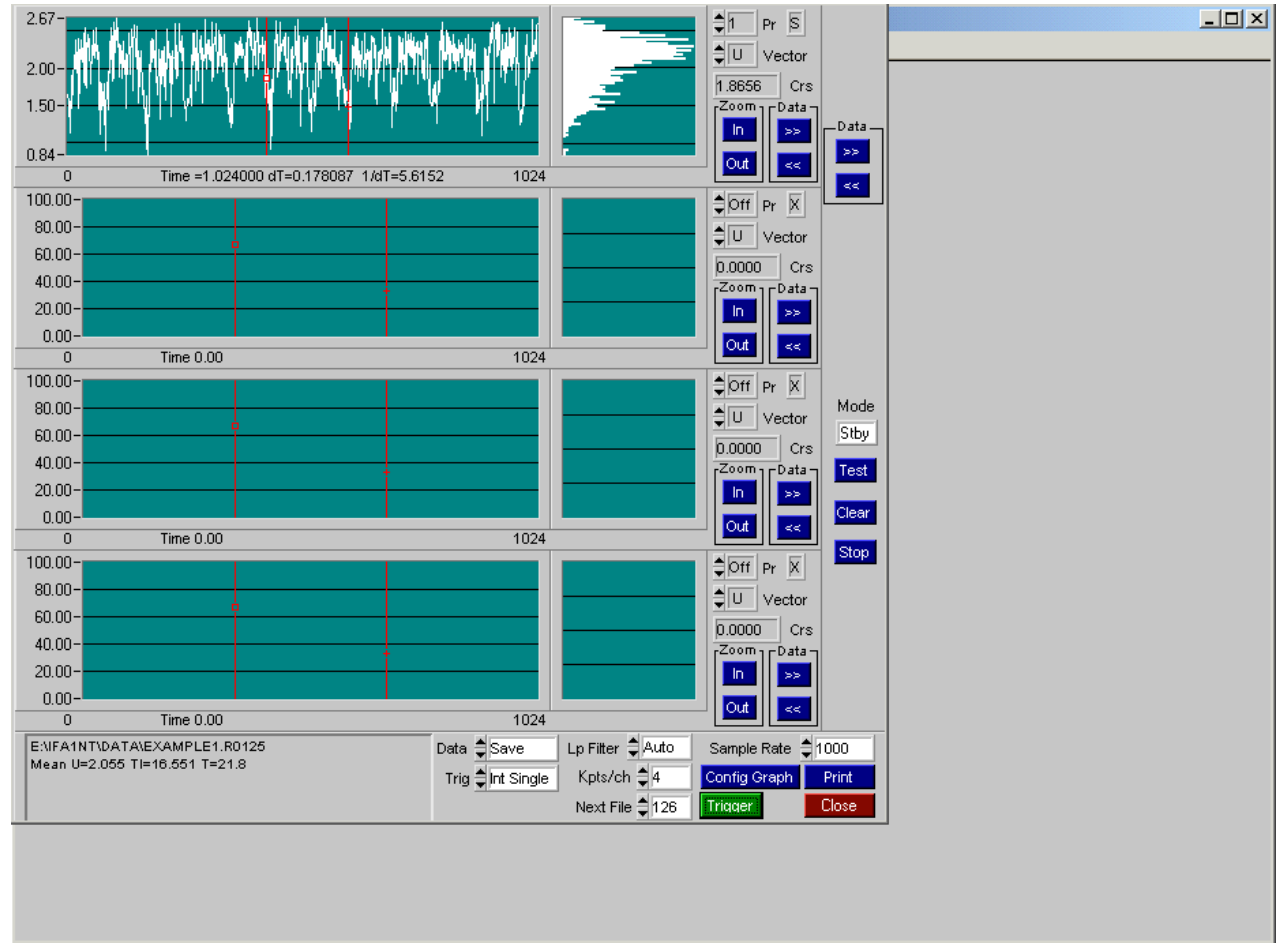 2.67
2.00
1.50
0.84
0 Time =1.024000 dT=0.178087 1/dT=5.6152 1024
1 Pr S
U Vector
1.8656 Crs
Zoom Data
In >>
Out <<
Data
>>
<<
100.00
80.00
60.00
40.00
20.00
0.00
0 Time 0.00 1024
Off Pr X
U Vector
0.0000 Crs
Zoom Data
In >>
Out <<
100.00
80.00
60.00
40.00
20.00
0.00
0 Time 0.00 1024
Off Pr X
U Vector
0.0000 Crs
Zoom Data
In >>
Out <<
Mode
Stby
Test
Clear
Stop
100.00
80.00
60.00
40.00
20.00
0.00
0 Time 0.00 1024
Off Pr X
U Vector
0.0000 Crs
Zoom Data
In >>
Out <<
E:\IFA1NT\DATA\EXAMPLE1.R0125
Mean U=2.055 TI=16.551 T=21.8
Data Save Lp Filter Auto Sample Rate 1000
Trig Int Single Kpts/ch 4 Config Graph Print
Next File 126 Trigger Close